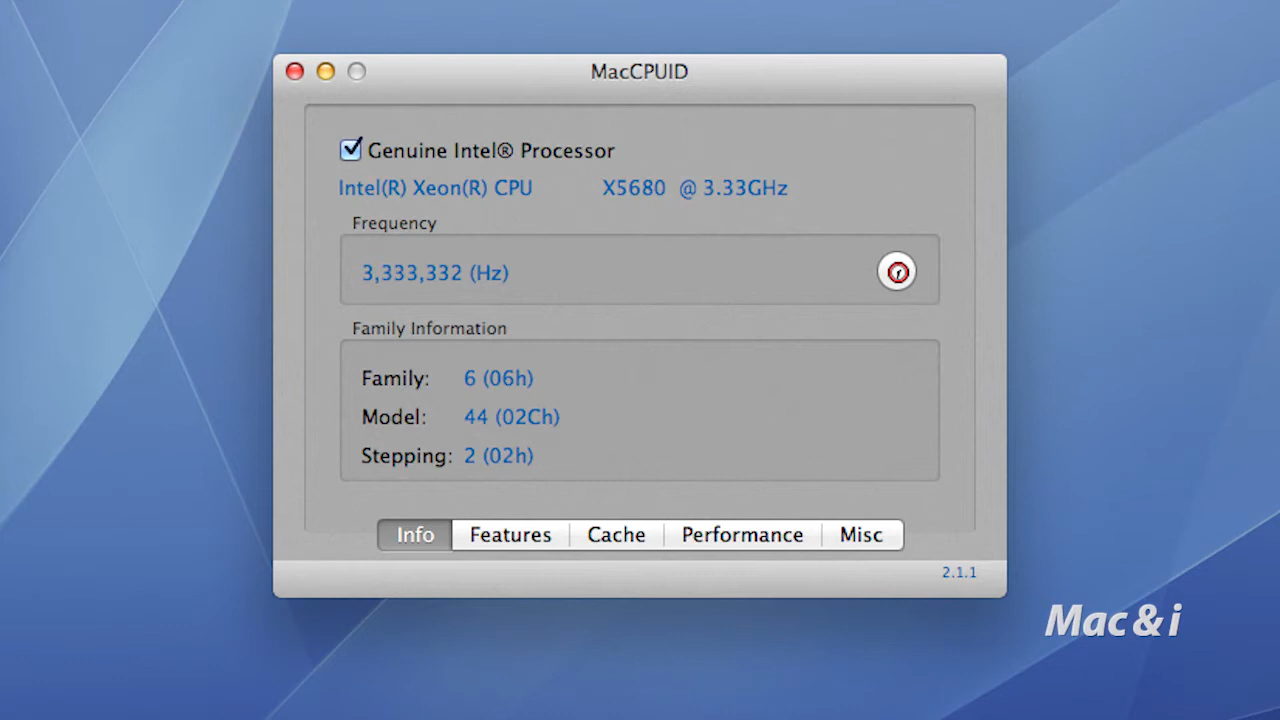 MacCPUID
Genuine Intel® Processor
Intel(R) Xeon(R) CPU X5680 @ 3.33GHz
Frequency
3,333,332 (Hz)
Family Information
Family: 6 (06h)
Model: 44 (02Ch)
Stepping: 2 (02h)
Info Features Cache Performance Misc
2.1.1
Mac & i